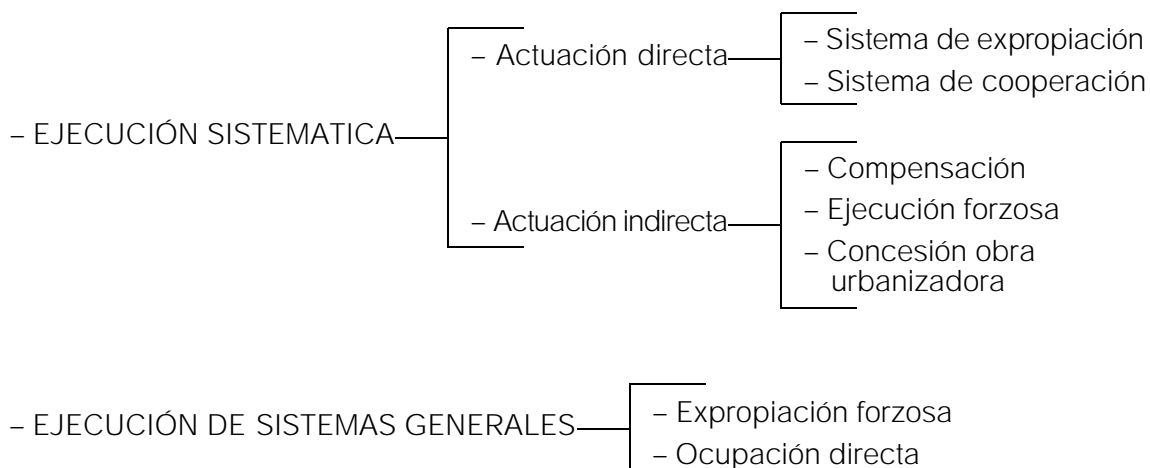 – EJECUCIÓN SISTEMATICA
– Actuación directa
– Sistema de expropiación
– Sistema de cooperación
– Actuación indirecta
– Compensación
– Ejecución forzosa
– Concesión obra
urbanizadora
– EJECUCIÓN DE SISTEMAS GENERALES
– Expropiación forzosa
– Ocupación directa